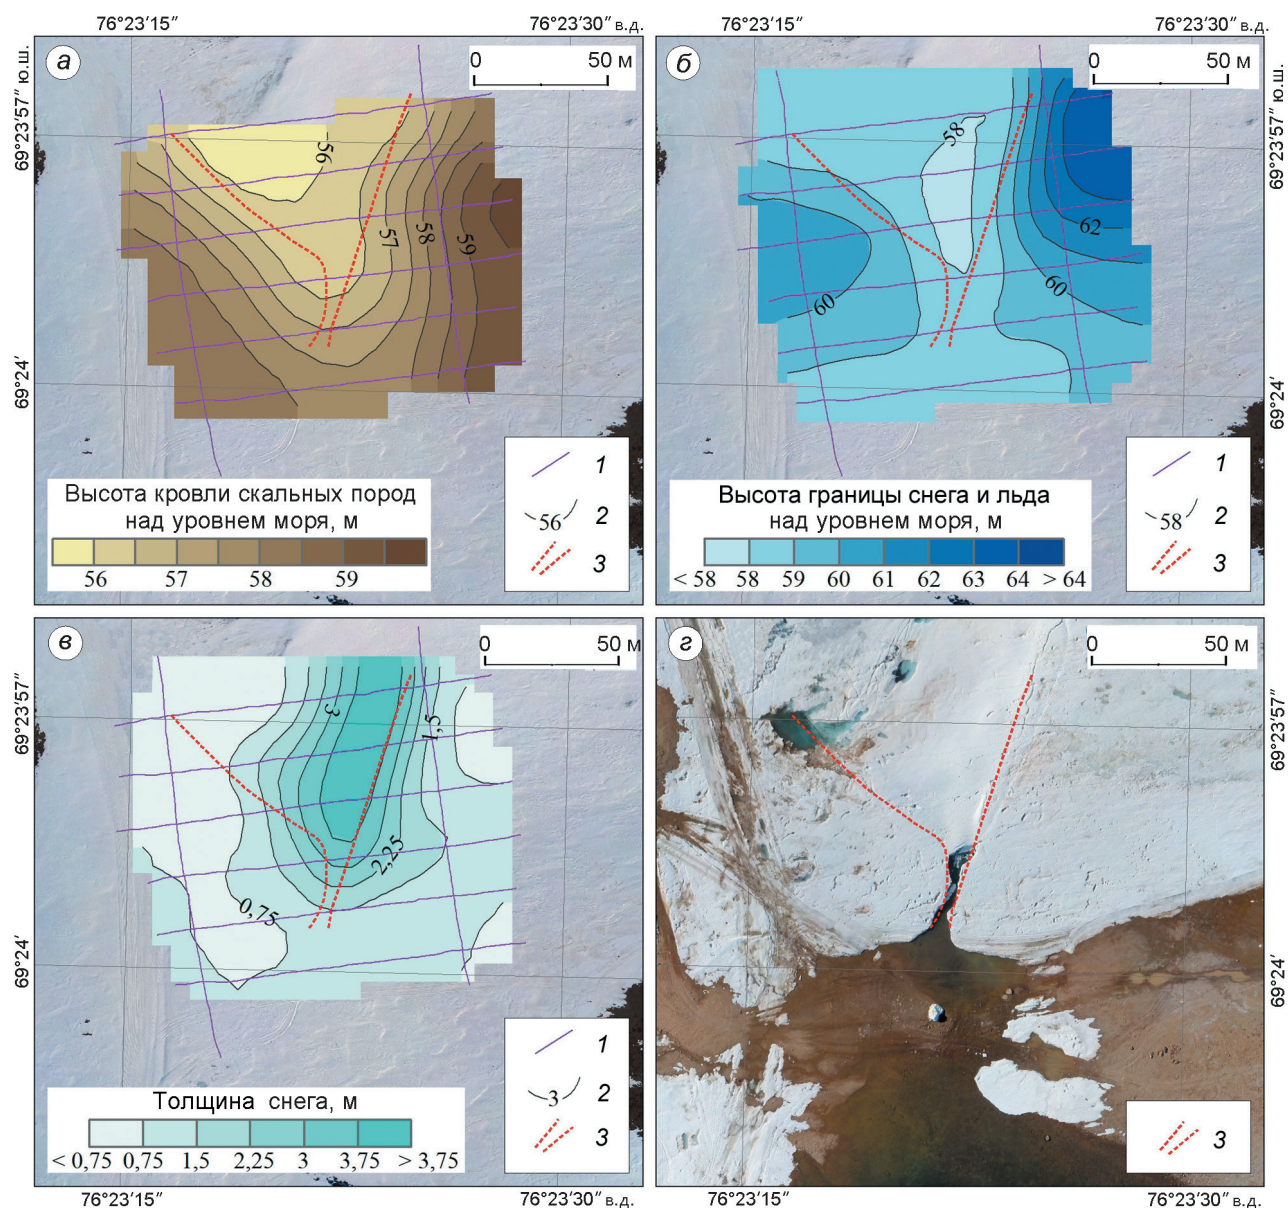 76°23′15″
76°23′30″ в.д.
76°23′15″
76°23′30″ в.д.
а
0 50 м
69°23′57″ ю.ш.
69°24′
56
57
58
59
1
56 2
3
Высота кровли скальных пород
над уровнем моря, м
56 57 58 59
б
0 50 м
69°23′57″ ю.ш.
69°24′
58
62
60
60
1
58 2
3
Высота границы снега и льда
над уровнем моря, м
< 58 58 59 60 61 62 63 64 > 64
в
0 50 м
69°23′57″
69°24′
3
1,5
2,25
0,75
1
3 2
3
Толщина снега, м
< 0,75 0,75 1,5 2,25 3 3,75 > 3,75
г
0 50 м
69°23′57″
69°24′
3
76°23′15″
76°23′30″ в.д.
76°23′15″
76°23′30″ в.д.